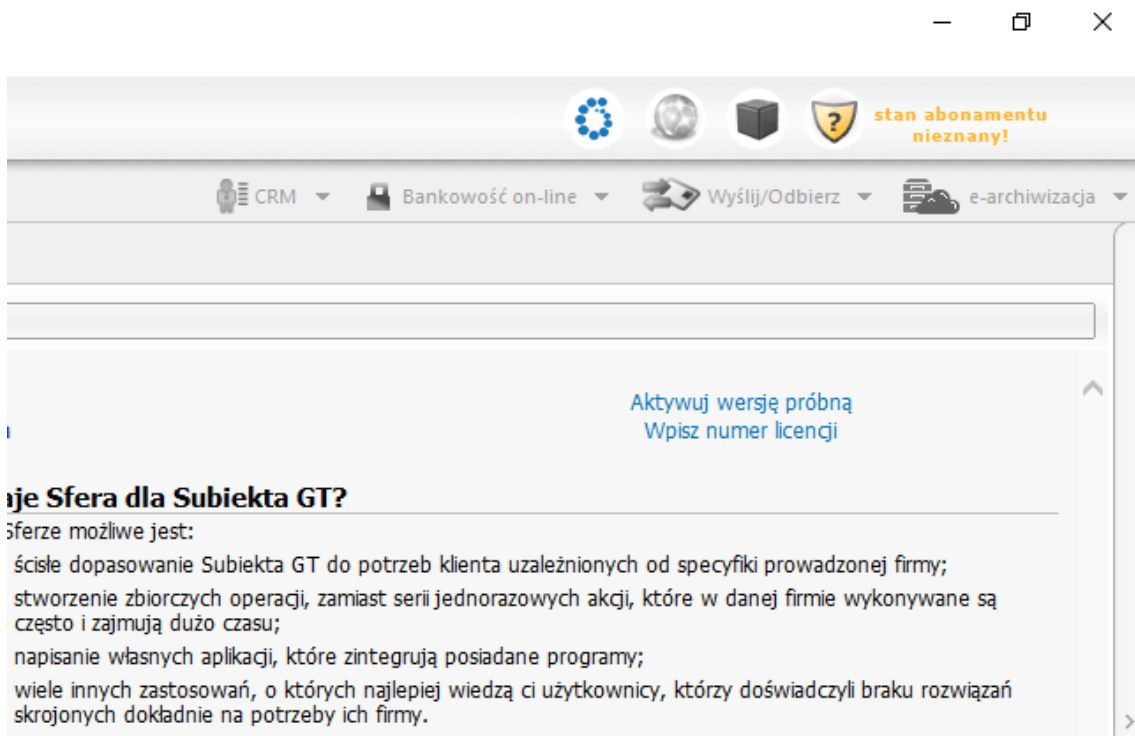 stan abonamentu
nieznany!
CRM Bankowość on-line Wyślij/Odbierz e-archiwizacja
Aktywuj wersję próbną
Wpisz numer licencji
aje Sfera dla Subiekta GT?
Sferze możliwe jest:
ścisłe dopasowanie Subiekta GT do potrzeb klienta uzależnionych od specyfiki prowadzonej firmy;
stworzenie zbiorczych operacji, zamiast serii jednorazowych akcji, które w danej firmie wykonywane są
często i zajmują dużo czasu;
napisanie własnych aplikacji, które zintegrują posiadane programy;
wiele innych zastosowań, o których najlepiej wiedzą ci użytkownicy, którzy doświadczyli braku rozwiązań
skrojonych dokładnie na potrzeby ich firmy.